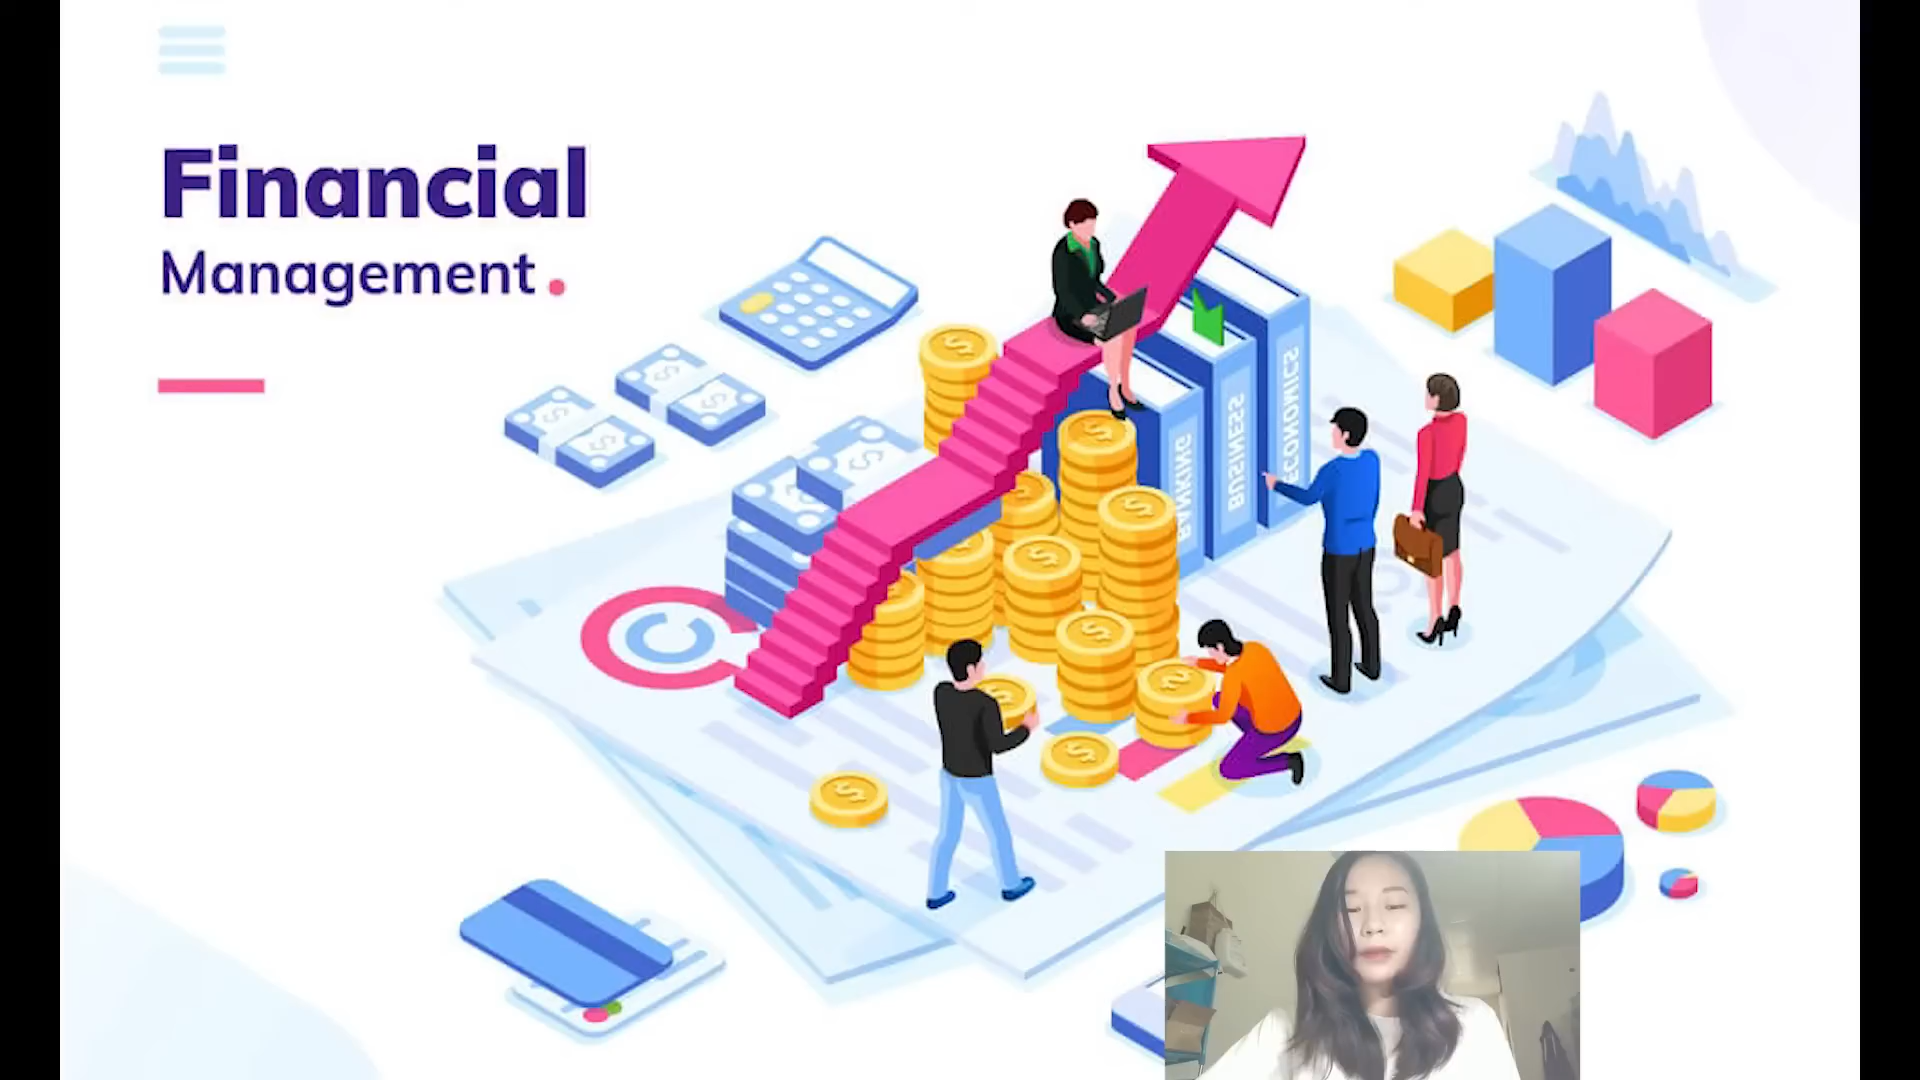 Financial
Management.
BANKING
BUSINESS
ECONOMICS